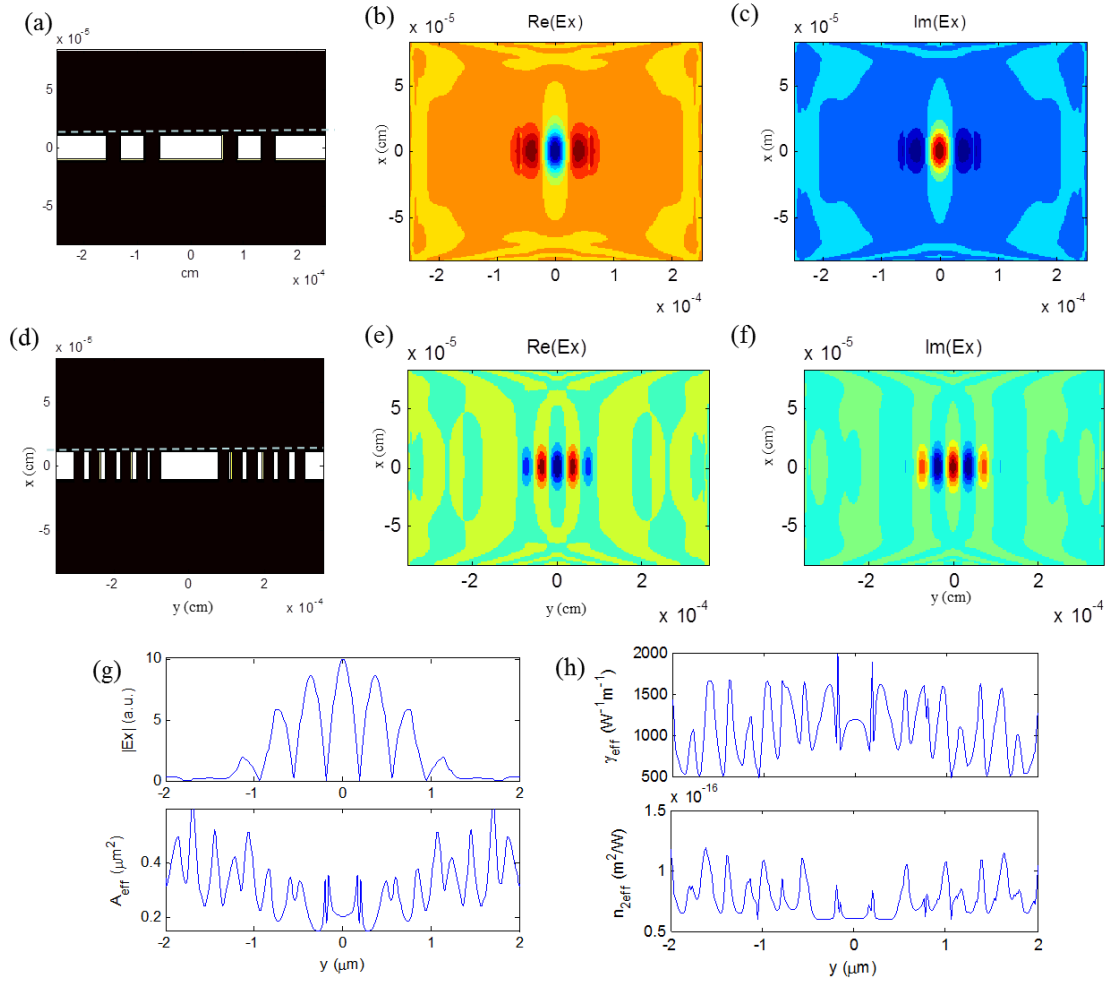 (a)
x 10⁻⁵
5
0
-5
-2 -1 0 1 2
cm
x 10⁻⁴
(b)
x 10⁻⁵
Re(Ex)
x (cm)
5
0
-5
-2 -1 0 1 2
x 10⁻⁴
(c)
x 10⁻⁵
Im(Ex)
x (m)
5
0
-5
-2 -1 0 1 2
x 10⁻⁴
(d)
x 10⁻⁵
x (cm)
5
0
-5
-2 0 2
y (cm)
x 10⁻⁴
(e)
x 10⁻⁵
Re(Ex)
x (cm)
5
0
-5
-2 0 2
y (cm)
x 10⁻⁴
(f)
x 10⁻⁵
Im(Ex)
x (cm)
5
0
-5
-2 0 2
y (cm)
x 10⁻⁴
(g)
|Ex| (a.u.)
10
5
0
-2 -1 0 1 2
A_eff (μm²)
0.4
0.2
-2 -1 0 1 2
y (μm)
(h)
γ_eff (W⁻¹m⁻¹)
2000
1500
1000
500
-2 -1 0 1 2
x 10⁻¹⁶
n_2eff (m²/W)
1.5
1
0.5
-2 -1 0 1 2
y (μm)